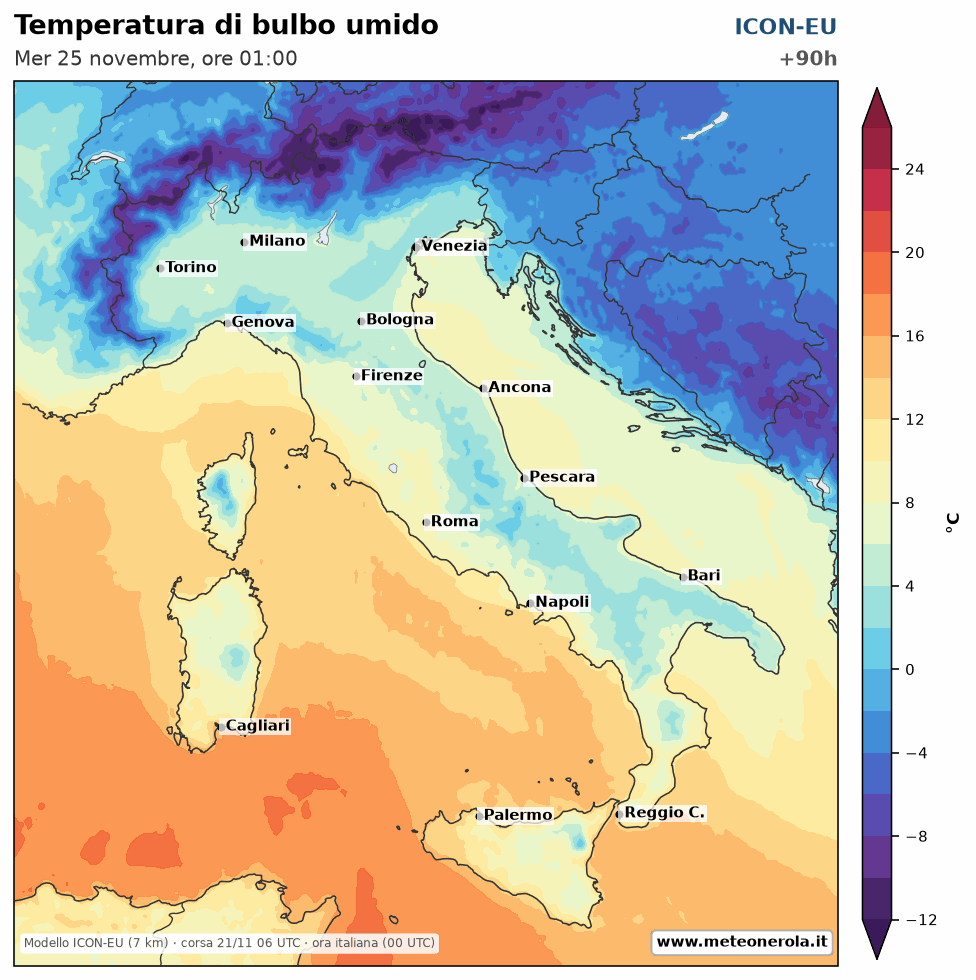 Temperatura di bulbo umido
ICON-EU
Mer 25 novembre, ore 01:00
+90h
Milano
Venezia
Torino
Genova
Bologna
Firenze
Ancona
Pescara
Roma
Bari
Napoli
Cagliari
Palermo
Reggio C.
24
20
16
12
8
4
0
−4
−8
−12
°C
Modello ICON-EU (7 km) · corsa 21/11 06 UTC · ora italiana (00 UTC)
www.meteonerola.it